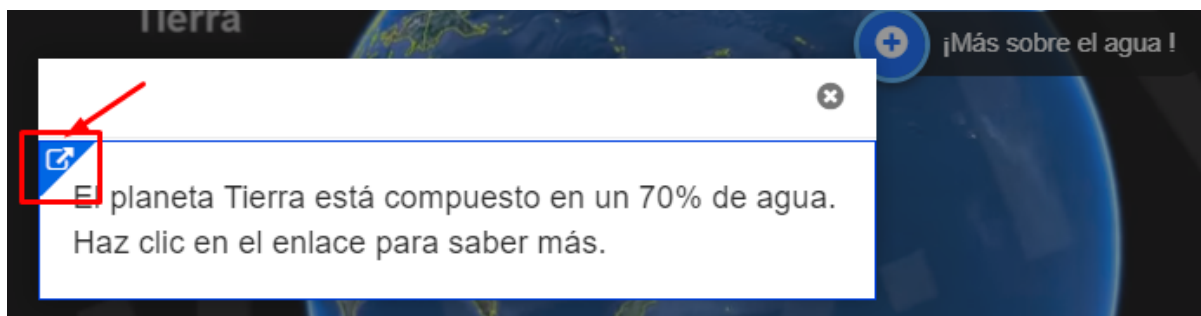 Tierra
¡Más sobre el agua !
El planeta Tierra está compuesto en un 70% de agua.
Haz clic en el enlace para saber más.